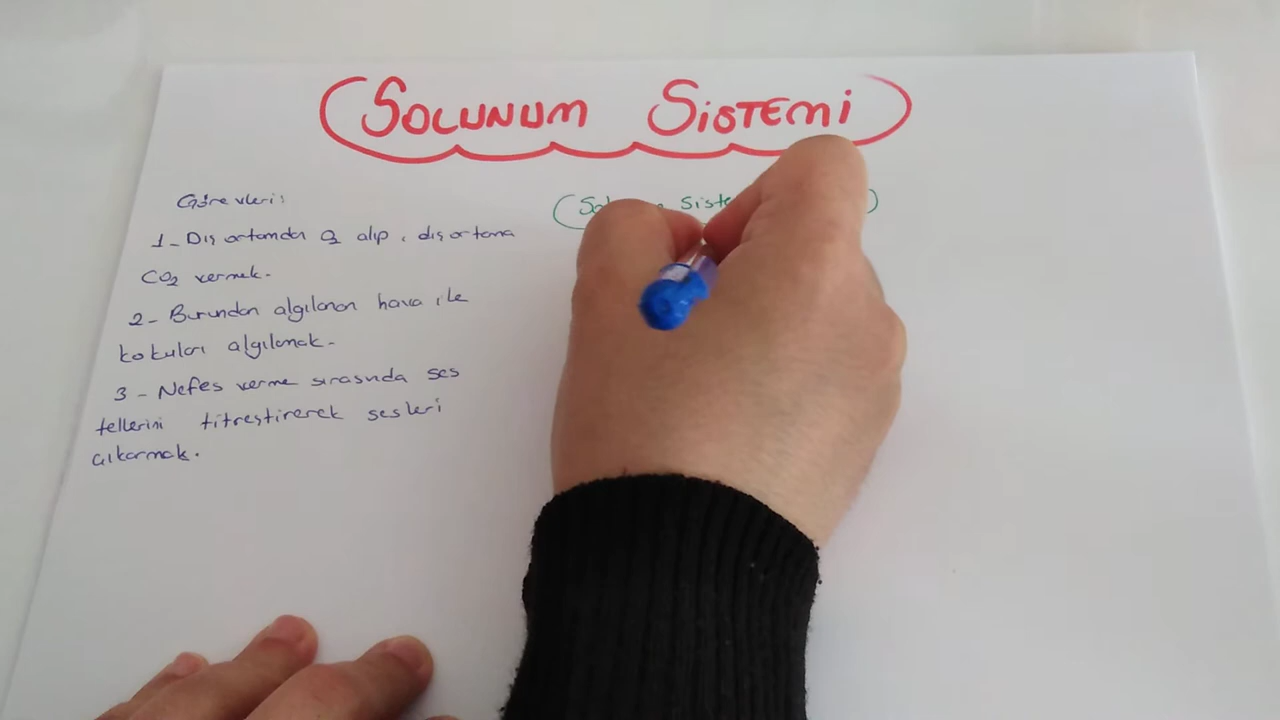 SOLUNUM SiSTEMi
Görevleri:
1- Dış ortamdan O2 alıp, dış ortama
CO2 vermek.
2- Burundan algılanan hava ile
kokuları algılamak.
3- Nefes verme sırasında ses
tellerini titreştirerek sesleri
çıkarmak.